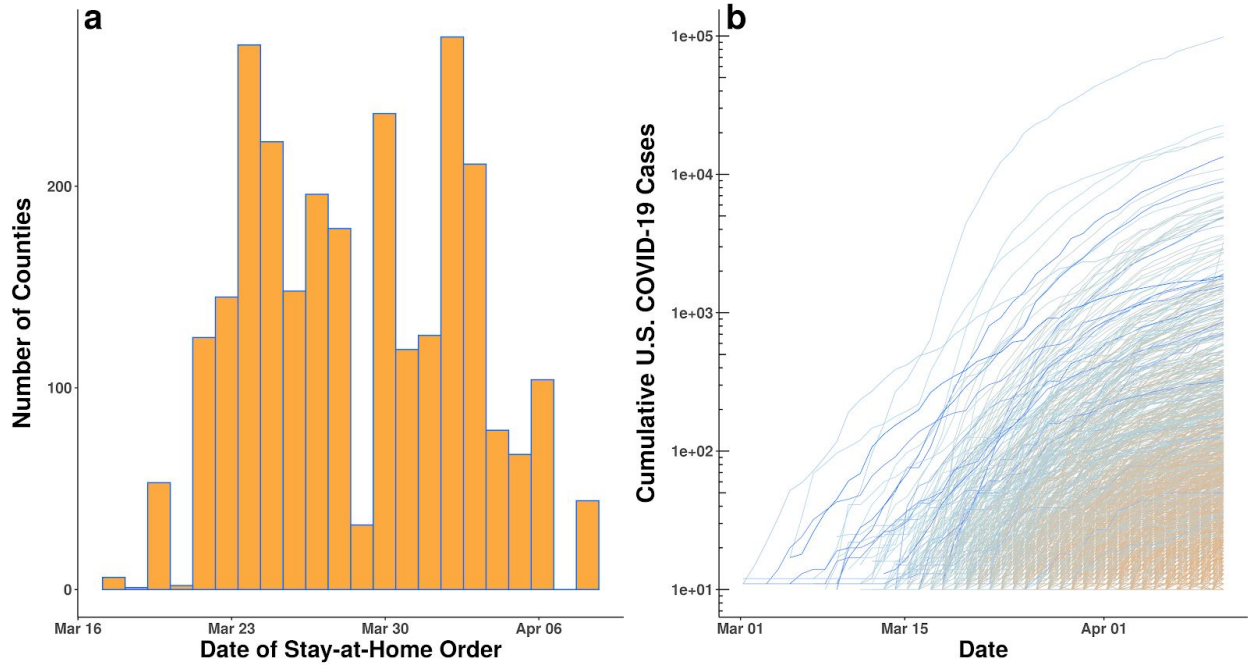 a
Number of Counties
200
100
0
Mar 16
Mar 23
Mar 30
Apr 06
Date of Stay-at-Home Order
b
Cumulative U.S. COVID-19 Cases
1e+05
1e+04
1e+03
1e+02
1e+01
Mar 01
Mar 15
Apr 01
Date